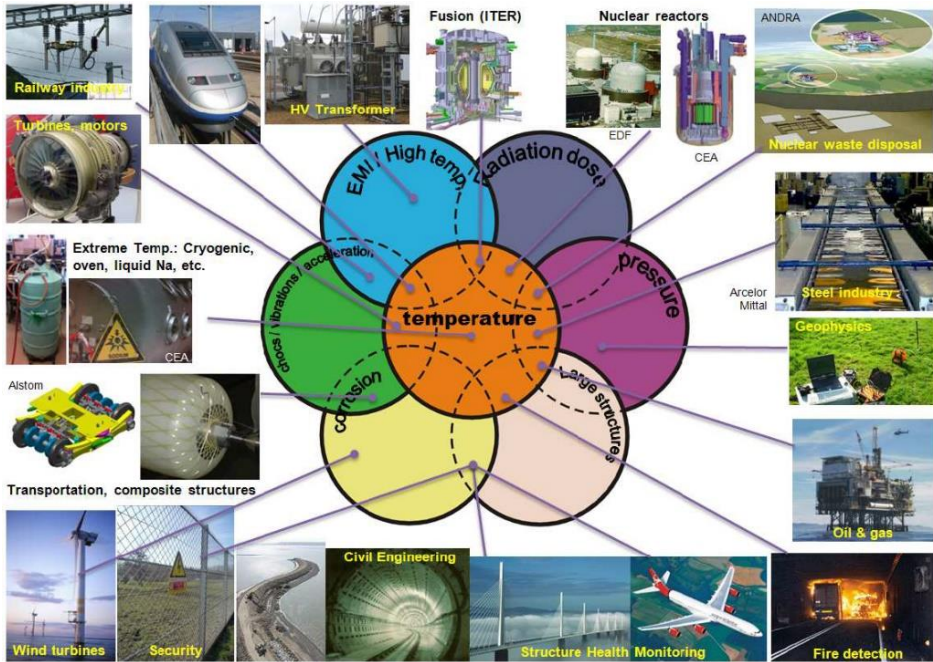 Fusion (ITER)
Nuclear reactors
ANDRA
Railway industry
HV Transformer
EDF
CEA
Nuclear waste disposal
Turbines, motors
EMI / High temp.
Radiation dose
Extreme Temp.: Cryogenic,
oven, liquid Na, etc.
SODIUM
CEA
chocs / vibrations / acceleration
temperature
pressure
Arcelor
Mittal
Steel industry
Geophysics
Alstom
corrosion
Large structures
Transportation, composite structures
Oil & gas
Civil Engineering
Wind turbines
Security
Structure Health Monitoring
Fire detection